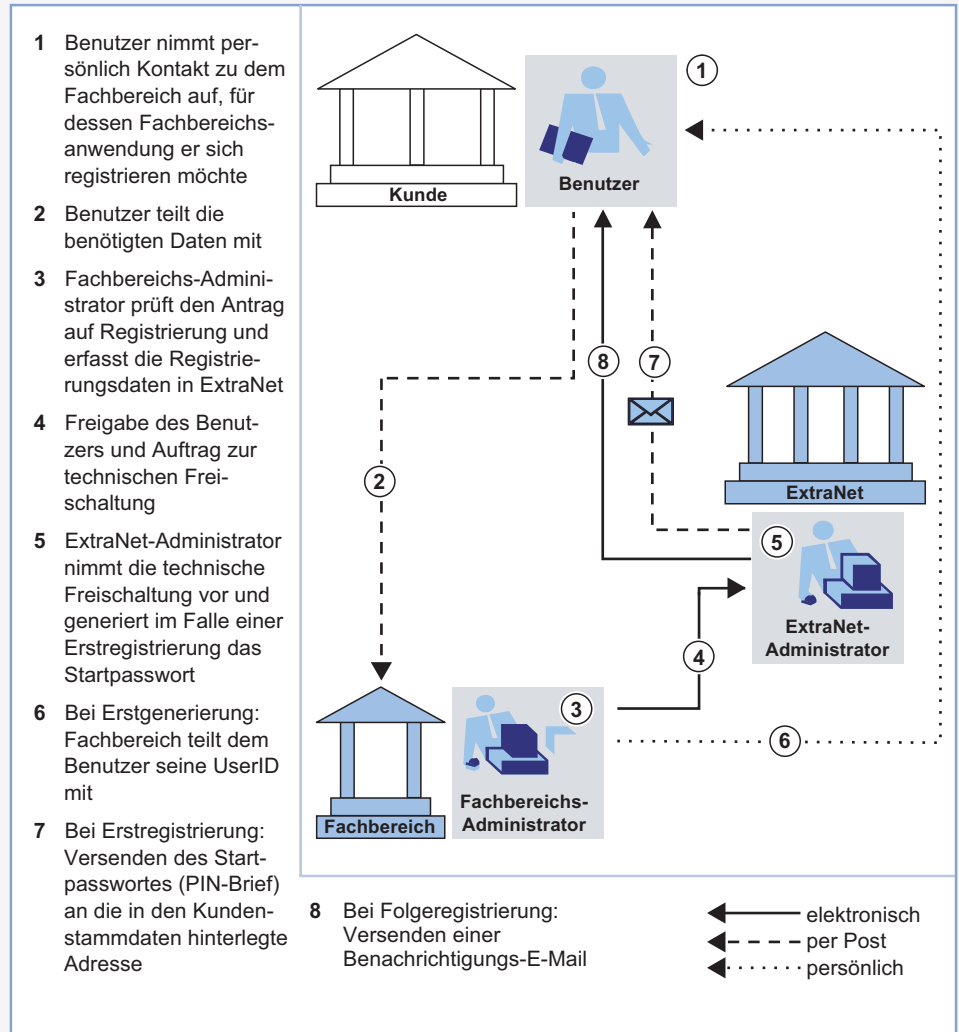 1 Benutzer nimmt per-
sönlich Kontakt zu dem
Fachbereich auf, für
dessen Fachbereichs-
anwendung er sich
registrieren möchte
2 Benutzer teilt die
benötigten Daten mit
3 Fachbereichs-Admini-
strator prüft den Antrag
auf Registrierung und
erfasst die Registrie-
rungsdaten in ExtraNet
4 Freigabe des Benut-
zers und Auftrag zur
technischen Frei-
schaltung
5 ExtraNet-Administrator
nimmt die technische
Freischaltung vor und
generiert im Falle einer
Erstregistrierung das
Startpasswort
6 Bei Erstgenerierung:
Fachbereich teilt dem
Benutzer seine UserID
mit
7 Bei Erstregistrierung:
Versenden des Start-
passwortes (PIN-Brief)
an die in den Kunden-
stammdaten hinterlegte
Adresse
8 Bei Folgeregistrierung:
Versenden einer
Benachrichtigungs-E-Mail
Kunde
Benutzer
1
8
7
2
ExtraNet
5
ExtraNet-
Administrator
4
3
6
Fachbereich
Fachbereichs-
Administrator
elektronisch
per Post
persönlich